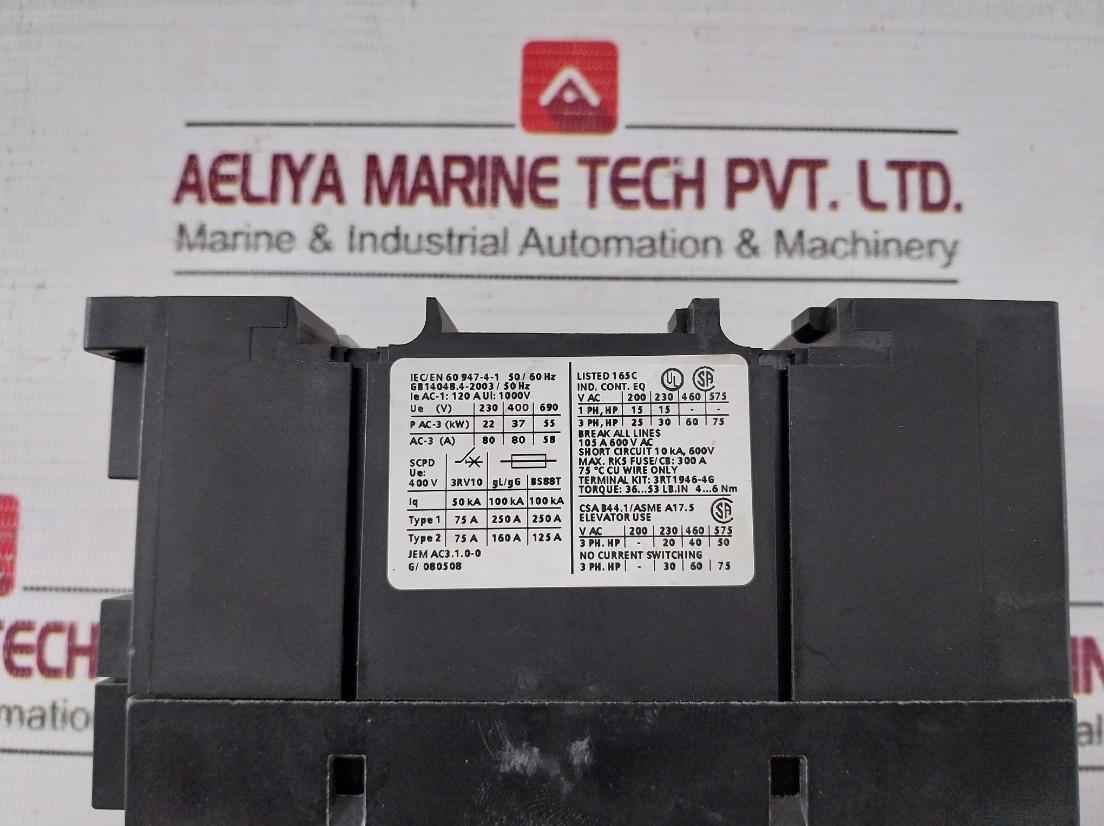 AELIYA MARINE TECH PVT. LTD.
Marine & Industrial Automation & Machinery
IEC/EN 60 947-4-1 50/60 Hz
GB14048.4-2003 / 50 Hz
Ie AC-1: 120 A UI: 1000V
Ue (V) 230 400 690
P AC-3 (kW) 22 37 55
AC-3 (A) 80 80 58
SCPD
Ue:
400 V 3RV10 gL/gG BS88T
Iq 50 kA 100 kA 100 kA
Type 1 75 A 250 A 250 A
Type 2 75 A 160 A 125 A
JEM AC3.1.0-0
G/ 080508
LISTED 165C
IND. CONT. EQ UL SA
V AC 200 230 460 575
1 PH, HP 15 15 - -
3 PH, HP 25 30 60 75
BREAK ALL LINES
105 A 600 V AC
SHORT CIRCUIT 10 kA, 600V
MAX. RK5 FUSE/CB: 300 A
75 °C CU WIRE ONLY
TERMINAL KIT: 3RT1946-4G
TORQUE: 36...53 LB.IN 4...6 Nm
CSA B44.1/ASME A17.5
ELEVATOR USE SA
V AC 200 230 460 575
3 PH. HP - 20 40 50
NO CURRENT SWITCHING
3 PH. HP - 30 60 75
TECH
matio